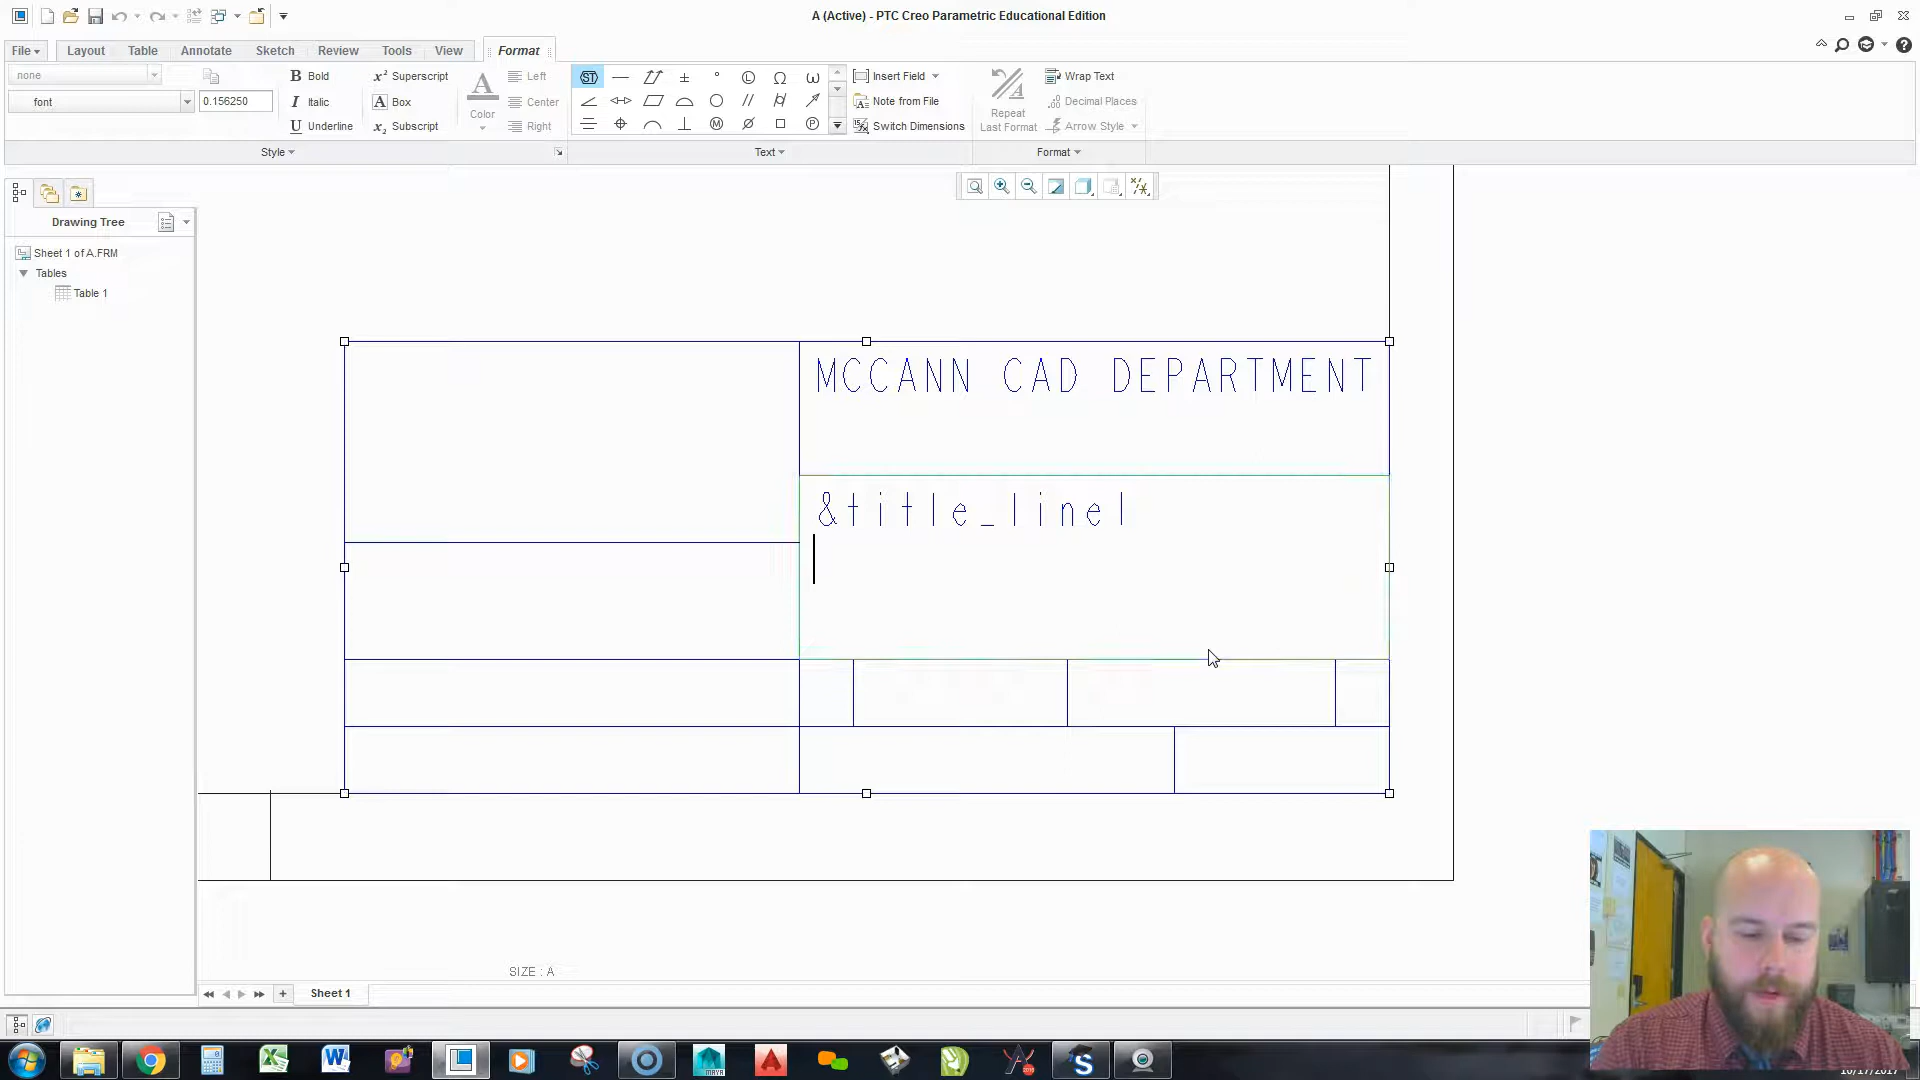 A (Active) - PTC Creo Parametric Educational Edition
File Layout Table Annotate Sketch Review Tools View Format
none
font 0.156250
Bold Superscript
Italic Box
Underline Subscript
Color
Left
Center
Right
Insert Field
Note from File
Switch Dimensions
Repeat
Last Format
Wrap Text
Decimal Places
Arrow Style
Style Text Format
Drawing Tree
Sheet 1 of A.FRM
Tables
Table 1
MCCANN CAD DEPARTMENT
&title_line1
SIZE : A
Sheet 1
10/17/2017